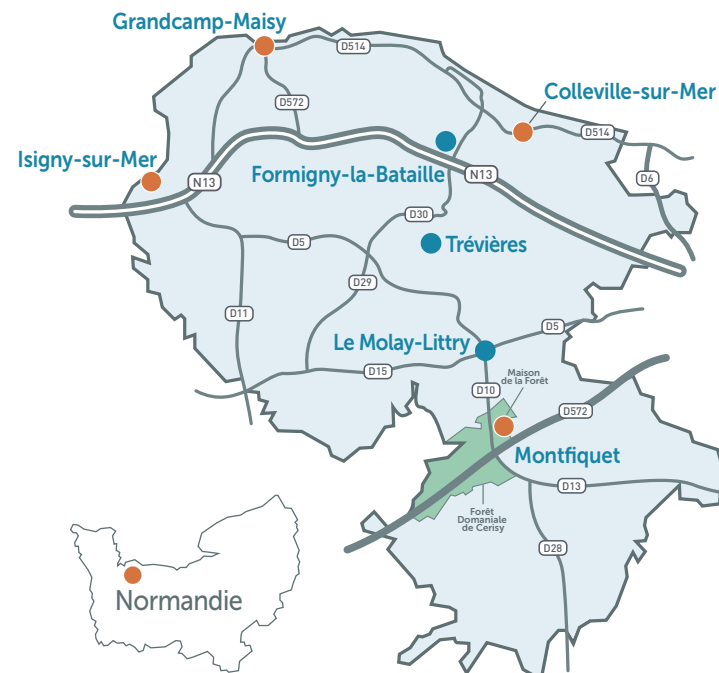 Grandcamp-Maisy
D514
Colleville-sur-Mer
D572
D514
Isigny-sur-Mer
N13
Formigny-la-Bataille
N13
D6
D30
D5
Trévières
D29
D11
D5
Le Molay-Littry
D15
Maison
de la Forêt
D10
D572
Montfiquet
D13
Forêt
Domaniale
de Cerisy
D28
Normandie